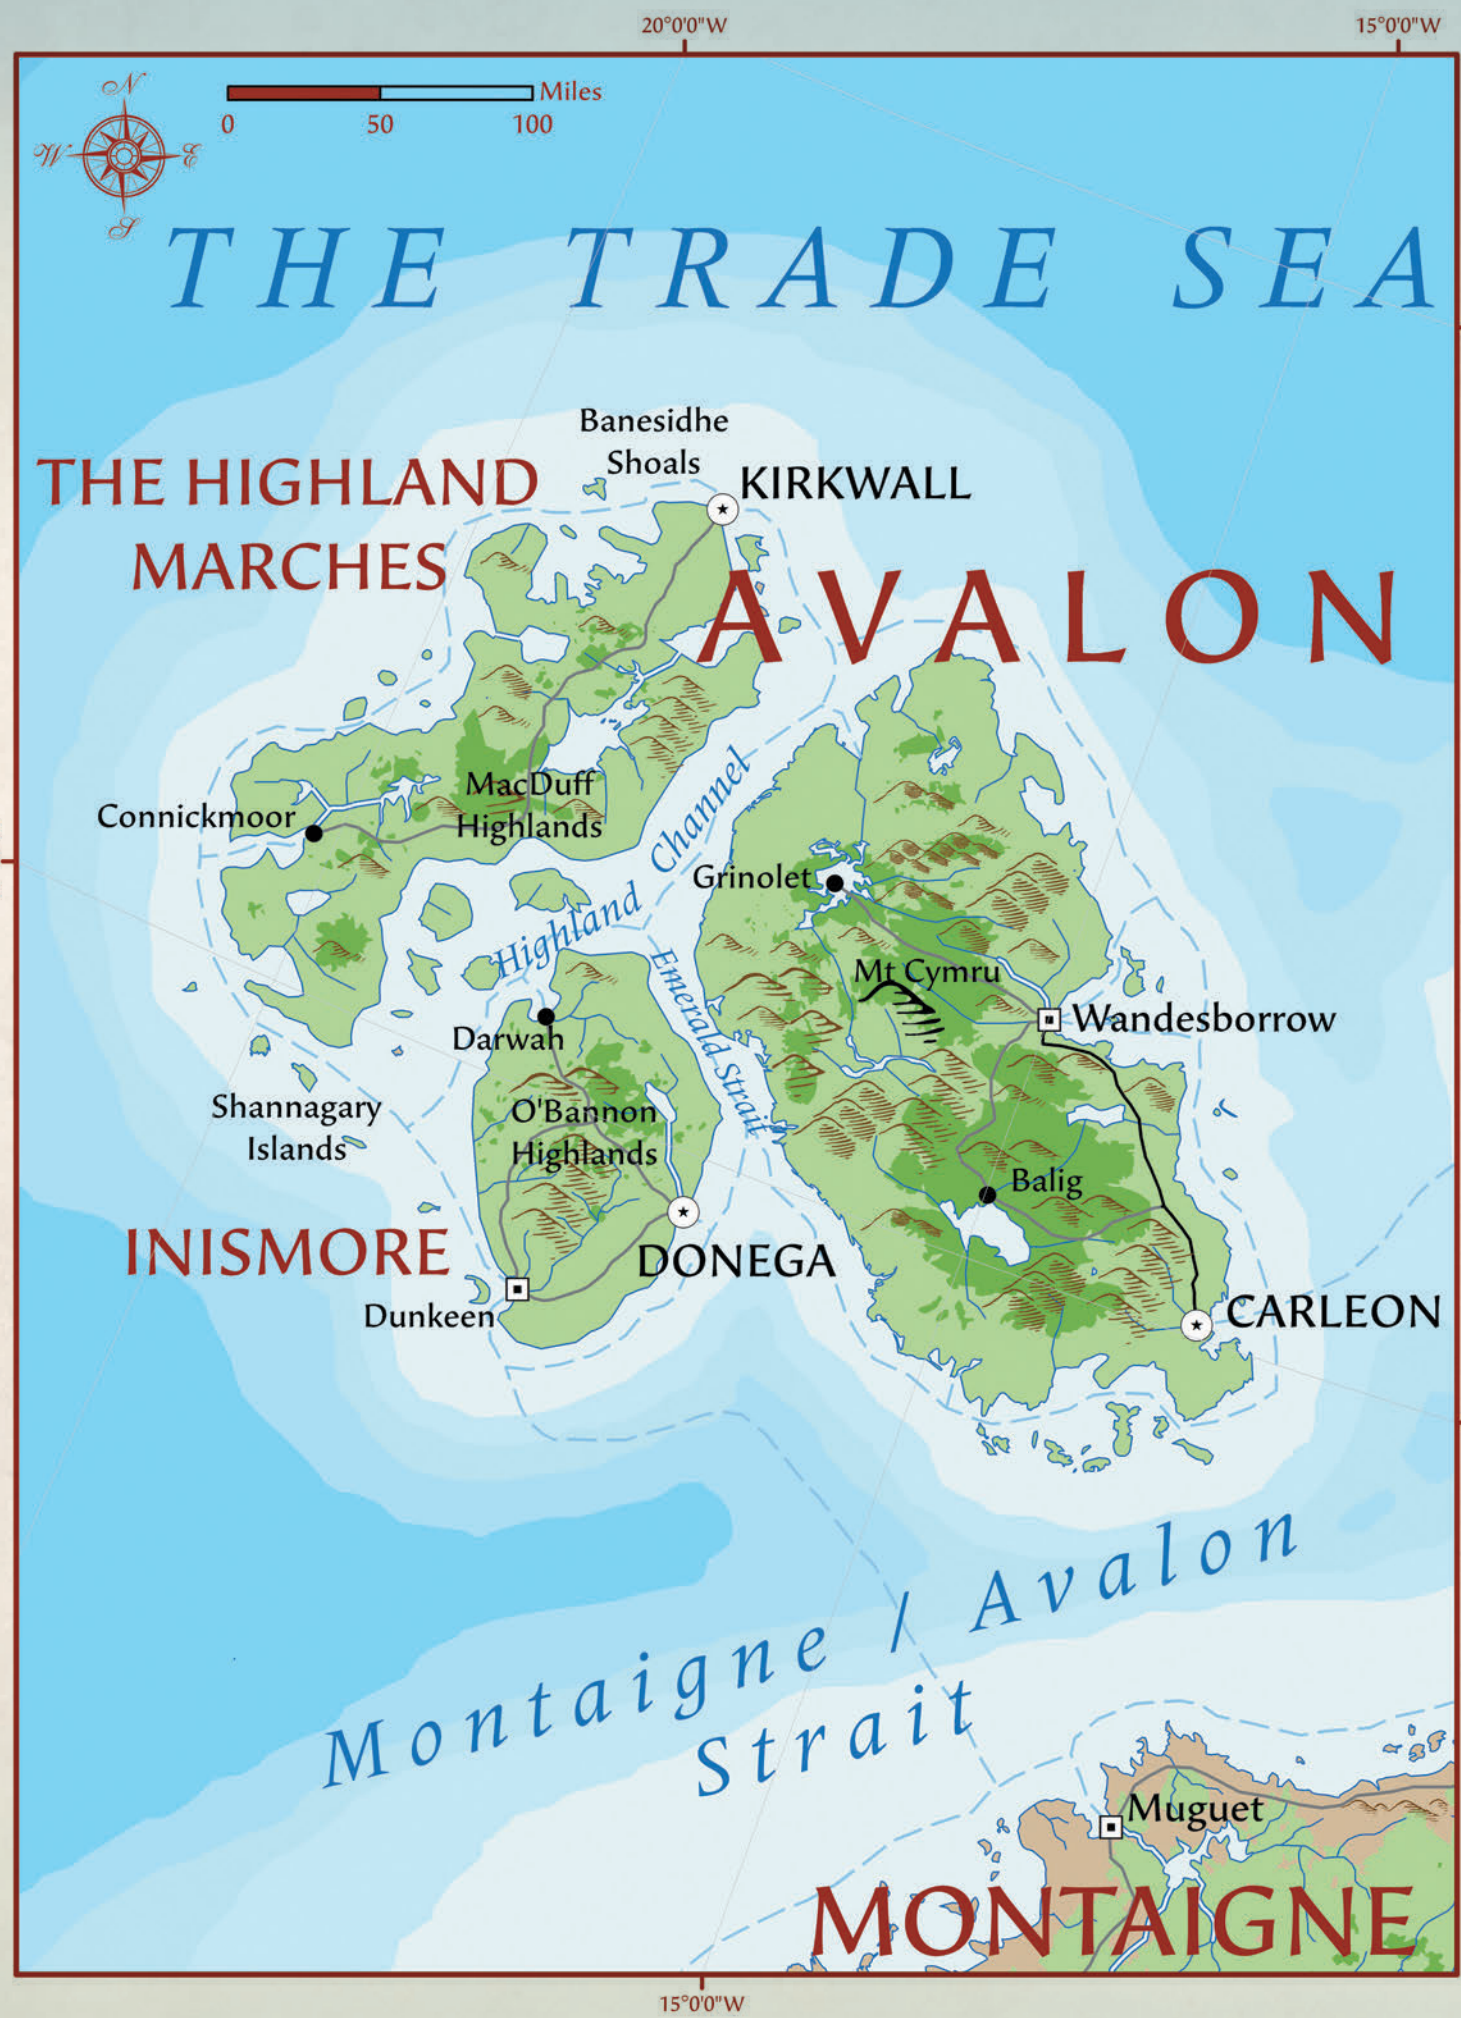 20°0'0"W
15°0'0"W
N
W
E
S
Miles
0
50
100
THE TRADE SEA
Banesidhe
Shoals
THE HIGHLAND
MARCHES
KIRKWALL
AVALON
MacDuff
Highlands
Connickmoor
Highland Channel
Grinolet
Emerald Strait
Mt Cymru
Wandesborrow
Darwah
Shannagary
Islands
O'Bannon
Highlands
Balig
INISMORE
DONEGA
Dunkeen
CARLEON
Montaigne / Avalon
Strait
Muguet
MONTAIGNE
15°0'0"W